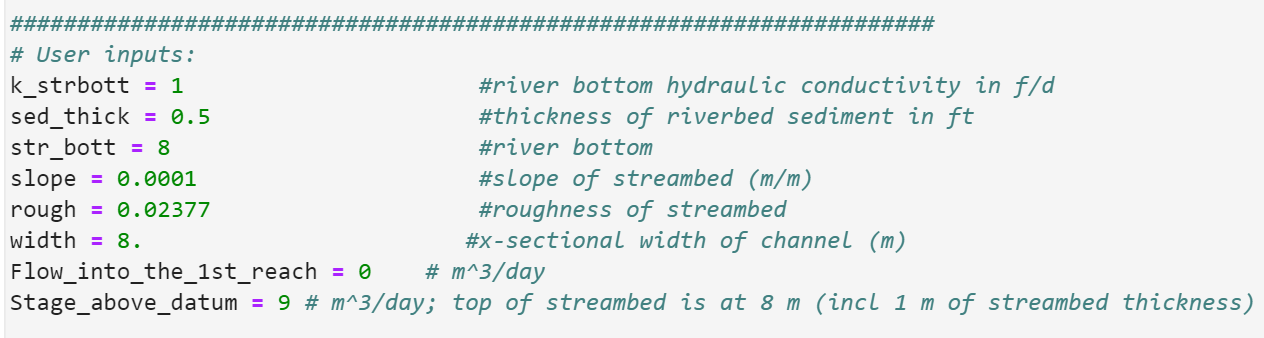 #####################################################################
# User inputs:
k_strbott = 1 #river bottom hydraulic conductivity in f/d
sed_thick = 0.5 #thickness of riverbed sediment in ft
str_bott = 8 #river bottom
slope = 0.0001 #slope of streambed (m/m)
rough = 0.02377 #roughness of streambed
width = 8. #x-sectional width of channel (m)
Flow_into_the_1st_reach = 0 # m^3/day
Stage_above_datum = 9 # m^3/day; top of streambed is at 8 m (incl 1 m of streambed thickness)